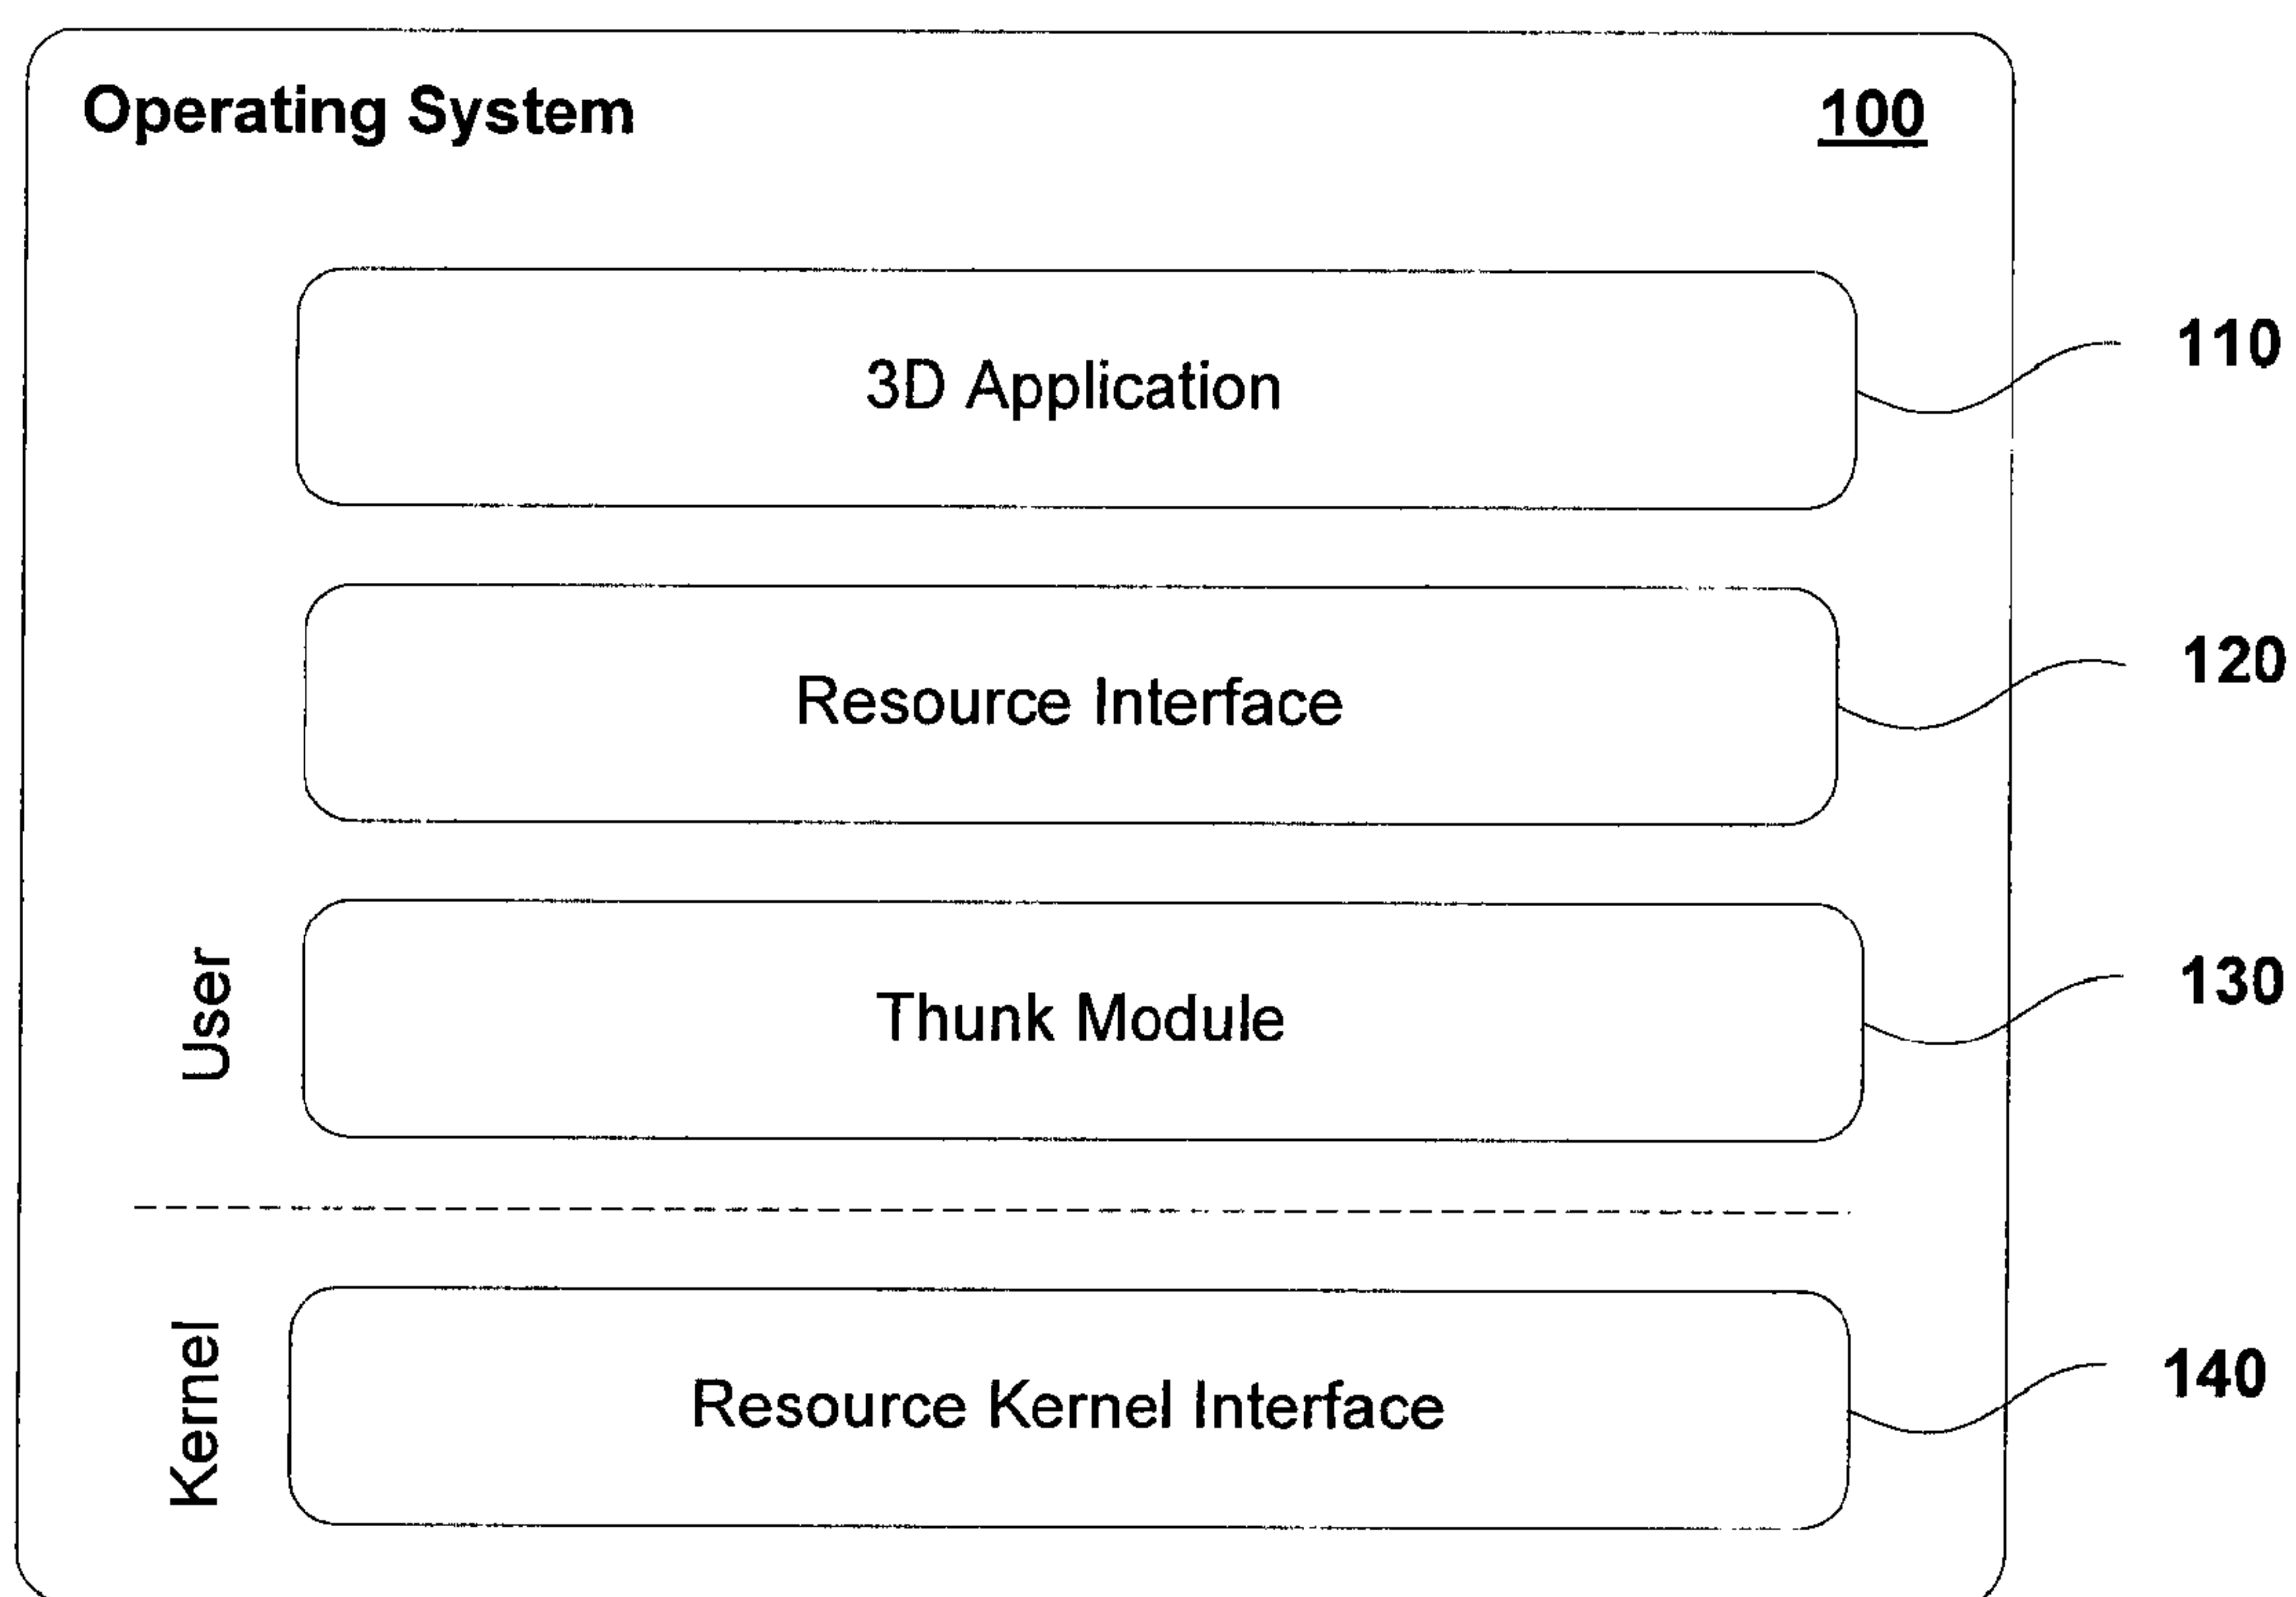 Operating System
100
3D Application
110
Resource Interface
120
User
Thunk Module
130
Kernel
Resource Kernel Interface
140